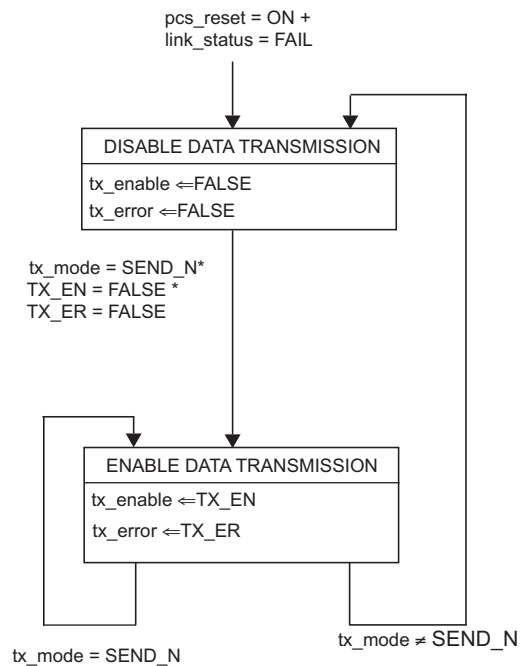 pcs_reset = ON +
link_status = FAIL
DISABLE DATA TRANSMISSION
tx_enable ⇐FALSE
tx_error ⇐FALSE
tx_mode = SEND_N*
TX_EN = FALSE *
TX_ER = FALSE
ENABLE DATA TRANSMISSION
tx_enable ⇐TX_EN
tx_error ⇐TX_ER
tx_mode = SEND_N
tx_mode ≠ SEND_N